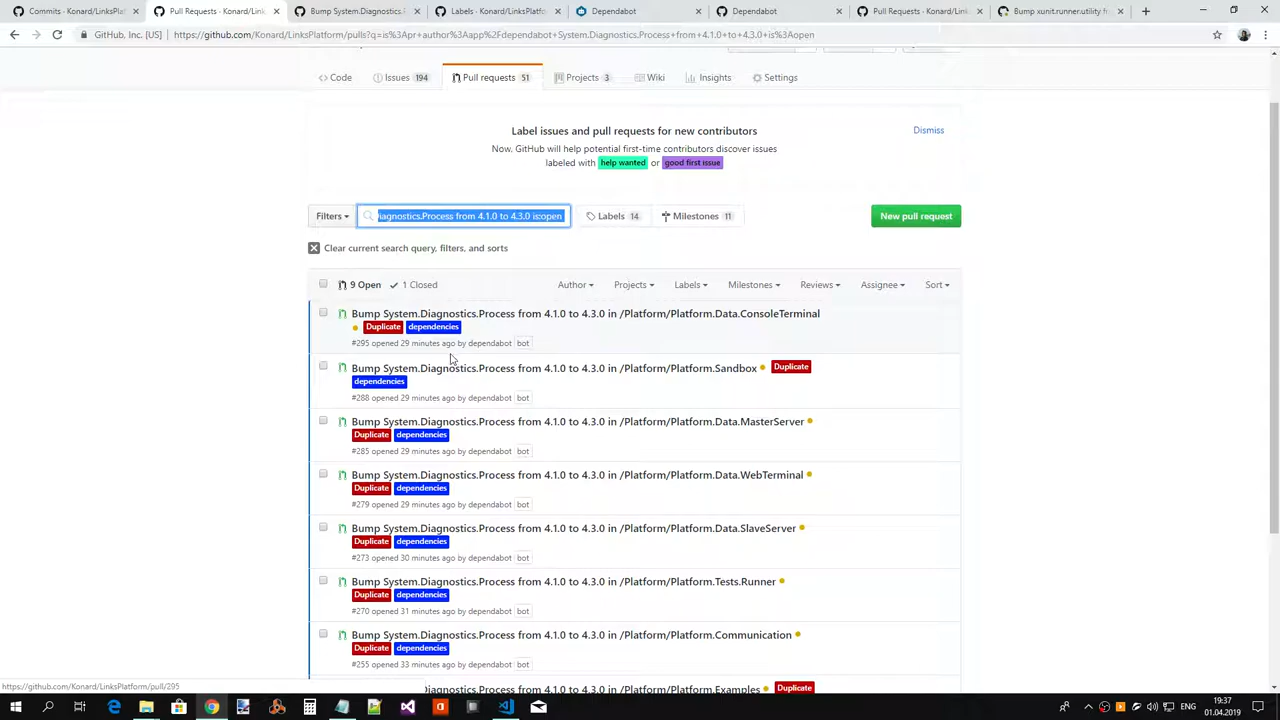 Commits · Konard/LinksPlatfo
Pull Requests · Konard/Links
Bump System.Diagnostics.P
Labels · Konard/LinksPlatfo
Dependabot
Dependabot
Pull Requests · Konard/Links
Bump xunit.runner.utility fr
GitHub, Inc. [US] https://github.com/Konard/LinksPlatform/pulls?q=is%3Apr+author%3Aapp%2Fdependabot+System.Diagnostics.Process+from+4.1.0+to+4.3.0+is%3Aopen
Code Issues 194 Pull requests 51 Projects 3 Wiki Insights Settings
Label issues and pull requests for new contributors
Dismiss
Now, GitHub will help potential first-time contributors discover issues
labeled with help wanted or good first issue
Filters iagnostics.Process from 4.1.0 to 4.3.0 is:open Labels 14 Milestones 11 New pull request
Clear current search query, filters, and sorts
9 Open 1 Closed Author Projects Labels Milestones Reviews Assignee Sort
Bump System.Diagnostics.Process from 4.1.0 to 4.3.0 in /Platform/Platform.Data.ConsoleTerminal
Duplicate dependencies
#295 opened 29 minutes ago by dependabot bot
Bump System.Diagnostics.Process from 4.1.0 to 4.3.0 in /Platform/Platform.Sandbox Duplicate
dependencies
#288 opened 29 minutes ago by dependabot bot
Bump System.Diagnostics.Process from 4.1.0 to 4.3.0 in /Platform/Platform.Data.MasterServer
Duplicate dependencies
#285 opened 29 minutes ago by dependabot bot
Bump System.Diagnostics.Process from 4.1.0 to 4.3.0 in /Platform/Platform.Data.WebTerminal
Duplicate dependencies
#279 opened 29 minutes ago by dependabot bot
Bump System.Diagnostics.Process from 4.1.0 to 4.3.0 in /Platform/Platform.Data.SlaveServer
Duplicate dependencies
#273 opened 30 minutes ago by dependabot bot
Bump System.Diagnostics.Process from 4.1.0 to 4.3.0 in /Platform/Platform.Tests.Runner
Duplicate dependencies
#270 opened 31 minutes ago by dependabot bot
Bump System.Diagnostics.Process from 4.1.0 to 4.3.0 in /Platform/Platform.Communication
Duplicate dependencies
#255 opened 33 minutes ago by dependabot bot
.Diagnostics.Process from 4.1.0 to 4.3.0 in /Platform/Platform.Examples Duplicate
https://github.com/Konard/LinksPlatform/pull/295
ENG
19:37
01.04.2019